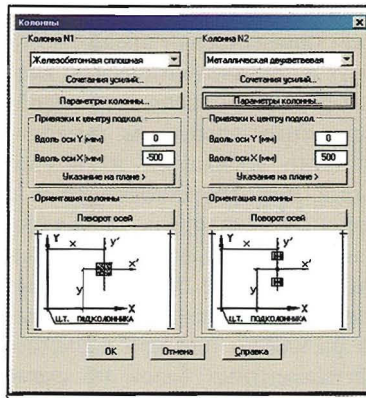 Колонны
Колонна N1
Железобетонная сплошная
Сочетания усилий...
Параметры колонны...
Привязки к центру подкол.
Вдоль оси Y (мм) 0
Вдоль оси X (мм) -500
Указание на плане >
Ориентация колонны
Поворот осей
Y
x
y'
x'
y
X
Ц.Т. ПОДКОЛОННИКА
Колонна N2
Металлическая двухветвевая
Сочетания усилий...
Параметры колонны...
Привязки к центру подкол.
Вдоль оси Y (мм) 0
Вдоль оси X (мм) 500
Указание на плане >
Ориентация колонны
Поворот осей
Y
x
y'
x'
y
X
Ц.Т. ПОДКОЛОННИКА
OK Отмена Справка